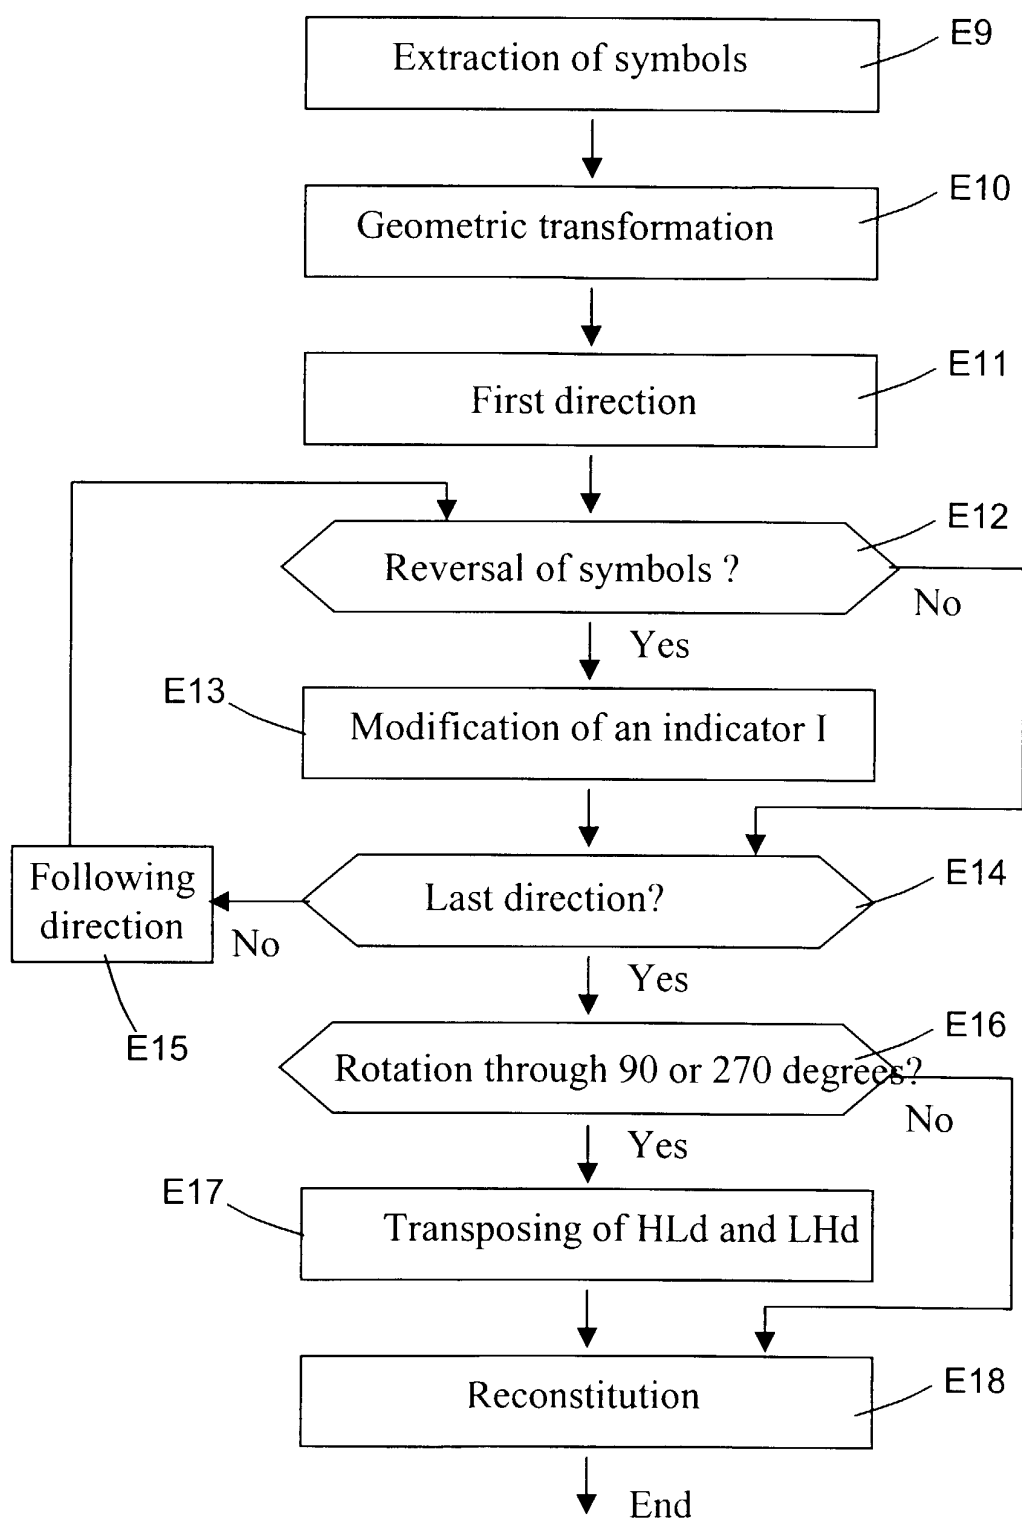 E9
Extraction of symbols
E10
Geometric transformation
E11
First direction
E12
Reversal of symbols ?
No
Yes
E13
Modification of an indicator I
E14
Last direction?
Following
direction
No
Yes
E15
E16
Rotation through 90 or 270 degrees?
No
Yes
E17
Transposing of HLd and LHd
E18
Reconstitution
End